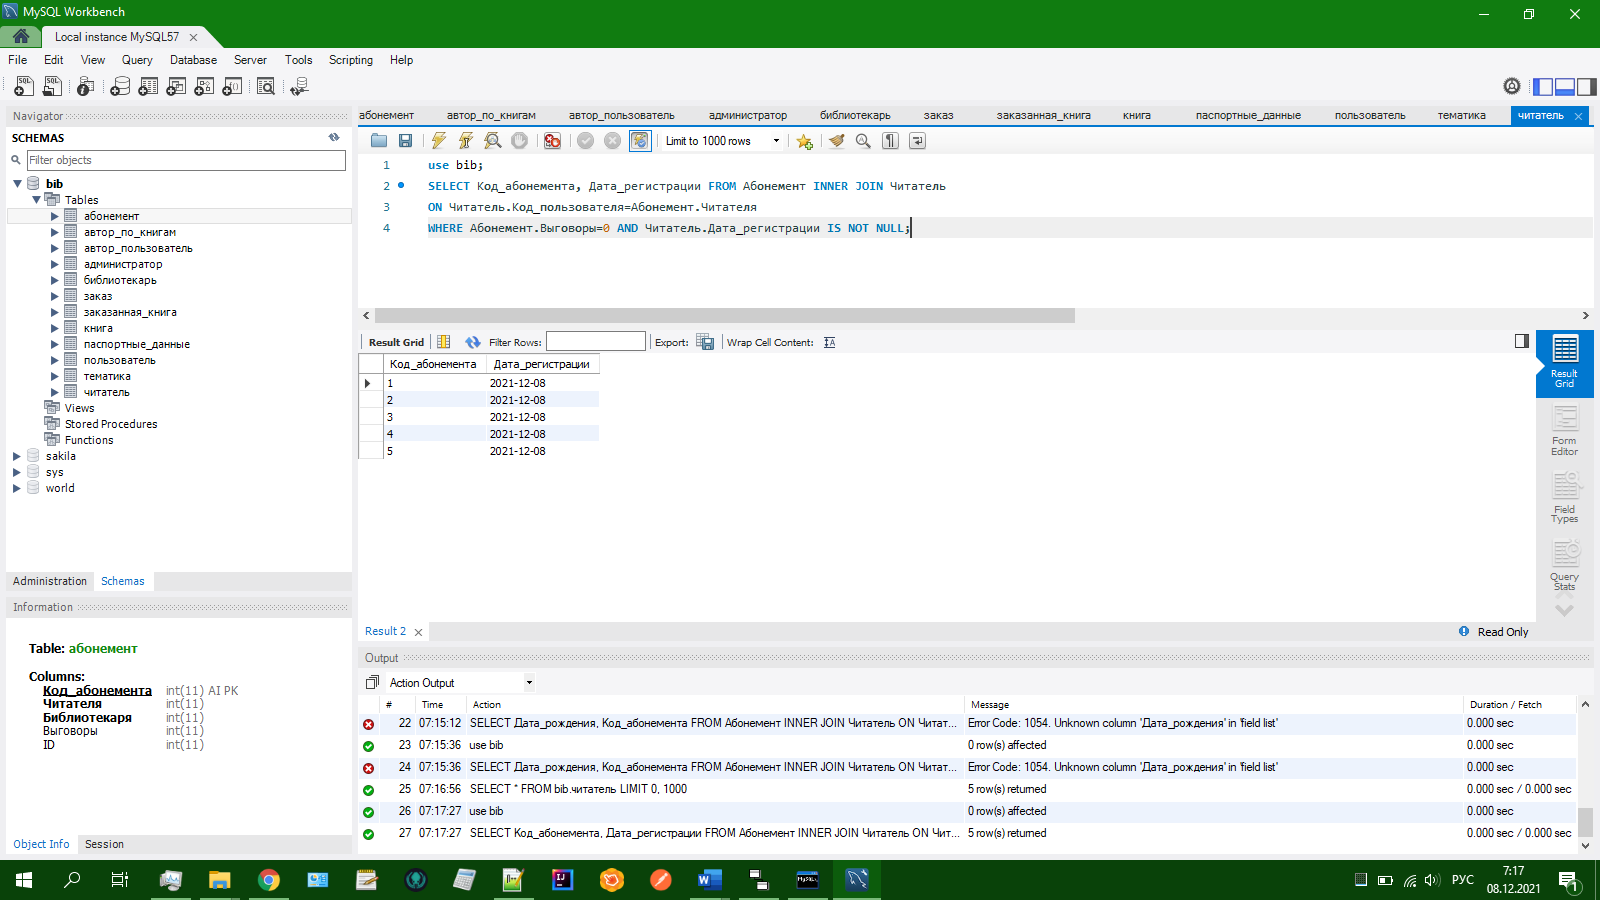 MySQL Workbench
Local instance MySQL57
File Edit View Query Database Server Tools Scripting Help
Navigator
SCHEMAS
Filter objects
bib
Tables
абонемент
автор_по_книгам
автор_пользователь
администратор
библиотекарь
заказ
заказанная_книга
книга
паспортные_данные
пользователь
тематика
читатель
Views
Stored Procedures
Functions
sakila
sys
world
Administration Schemas
Information
Table: абонемент
Columns:
Код_абонемента int(11) AI PK
Читателя int(11)
Библиотекаря int(11)
Выговоры int(11)
ID int(11)
Object Info Session
абонемент автор_по_книгам автор_пользователь администратор библиотекарь заказ заказанная_книга книга паспортные_данные пользователь тематика читатель
Limit to 1000 rows
1 use bib;
2 SELECT Код_абонемента, Дата_регистрации FROM Абонемент INNER JOIN Читатель
3 ON Читатель.Код_пользователя=Абонемент.Читателя
4 WHERE Абонемент.Выговоры=0 AND Читатель.Дата_регистрации IS NOT NULL;
Result Grid Filter Rows: Export: Wrap Cell Content:
Код_абонемента Дата_регистрации
1 2021-12-08
2 2021-12-08
3 2021-12-08
4 2021-12-08
5 2021-12-08
Result
Grid
Form
Editor
Field
Types
Query
Stats
Result 2 Read Only
Output
Action Output
# Time Action Message Duration / Fetch
22 07:15:12 SELECT Дата_рождения, Код_абонемента FROM Абонемент INNER JOIN Читатель ON Читат... Error Code: 1054. Unknown column 'Дата_рождения' in 'field list' 0.000 sec
23 07:15:36 use bib 0 row(s) affected 0.000 sec
24 07:15:36 SELECT Дата_рождения, Код_абонемента FROM Абонемент INNER JOIN Читатель ON Читат... Error Code: 1054. Unknown column 'Дата_рождения' in 'field list' 0.000 sec
25 07:16:56 SELECT * FROM bib.читатель LIMIT 0, 1000 5 row(s) returned 0.000 sec / 0.000 sec
26 07:17:27 use bib 0 row(s) affected 0.000 sec
27 07:17:27 SELECT Код_абонемента, Дата_регистрации FROM Абонемент INNER JOIN Читатель ON Чит... 5 row(s) returned 0.000 sec / 0.000 sec
РУС
7:17
08.12.2021
1